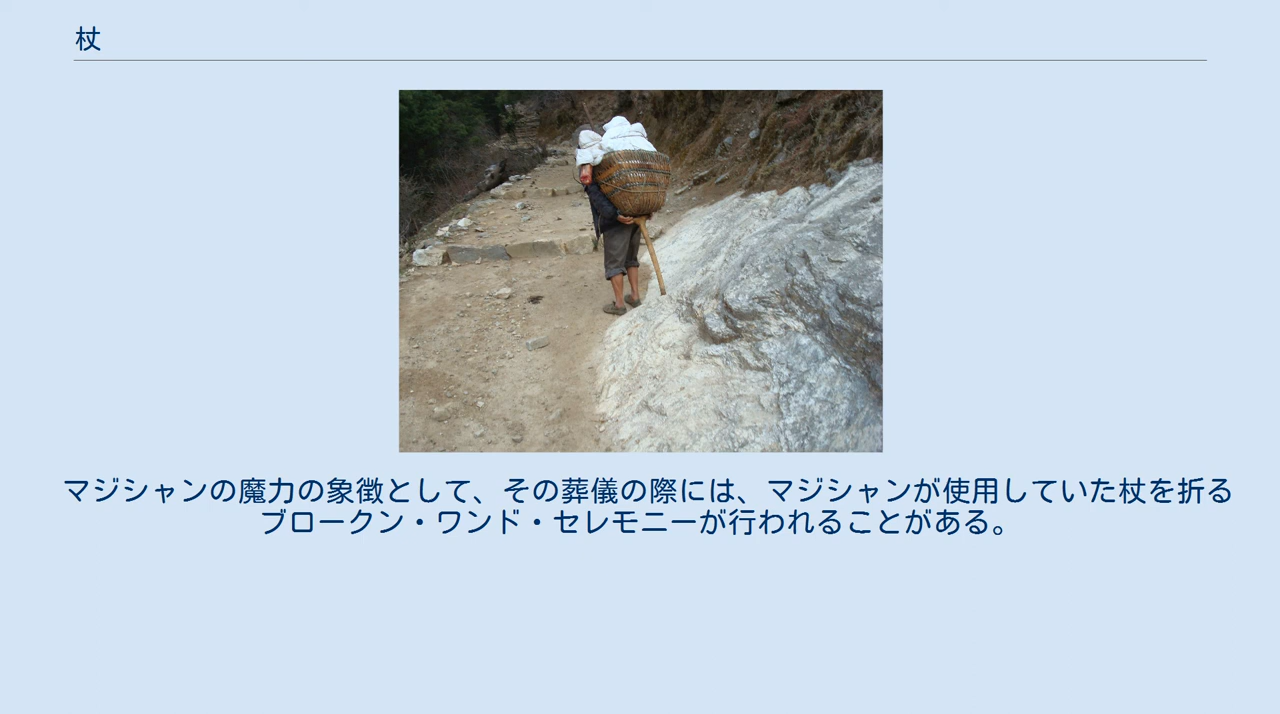 杖
マジシャンの魔力の象徴として、その葬儀の際には、マジシャンが使用していた杖を折る
ブロークン・ワンド・セレモニーが行われることがある。